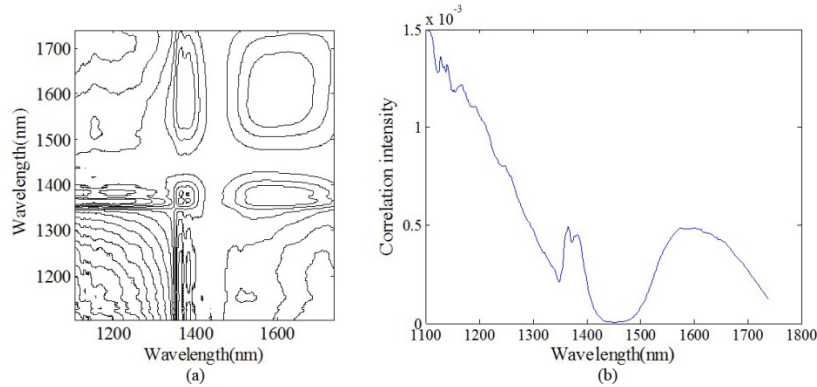 1700
1600
1500
1400
1300
1200
Wavelength(nm)
1200 1400 1600
Wavelength(nm)
(a)
1.5 x 10-3
1
0.5
0
Correlation intensity
1100 1200 1300 1400 1500 1600 1700 1800
Wavelength(nm)
(b)